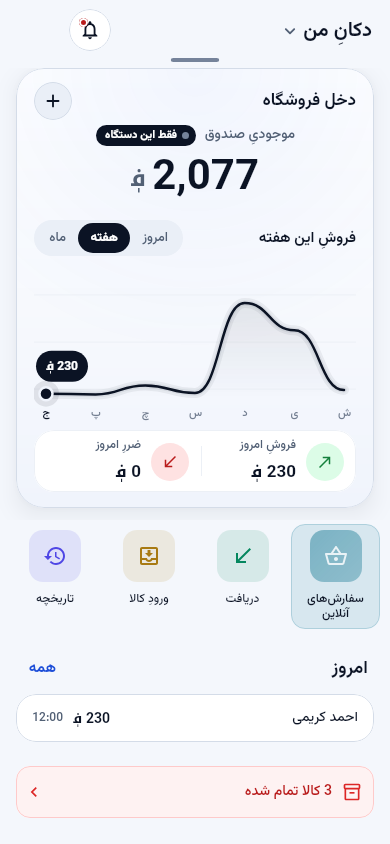 دکانِ من
دخل فروشگاه
موجودیِ صندوق فقط این دستگاه
2,077 ؋
فروشِ این هفته
امروز هفته ماه
230 ؋
ش ی د س چ پ ج
فروشِ امروز
230 ؋
ضررِ امروز
0 ؋
سفارش‌های آنلاین
دریافت
ورودِ کالا
تاریخچه
امروز همه
احمد کریمی 230 ؋ 12:00
3 کالا تمام شده